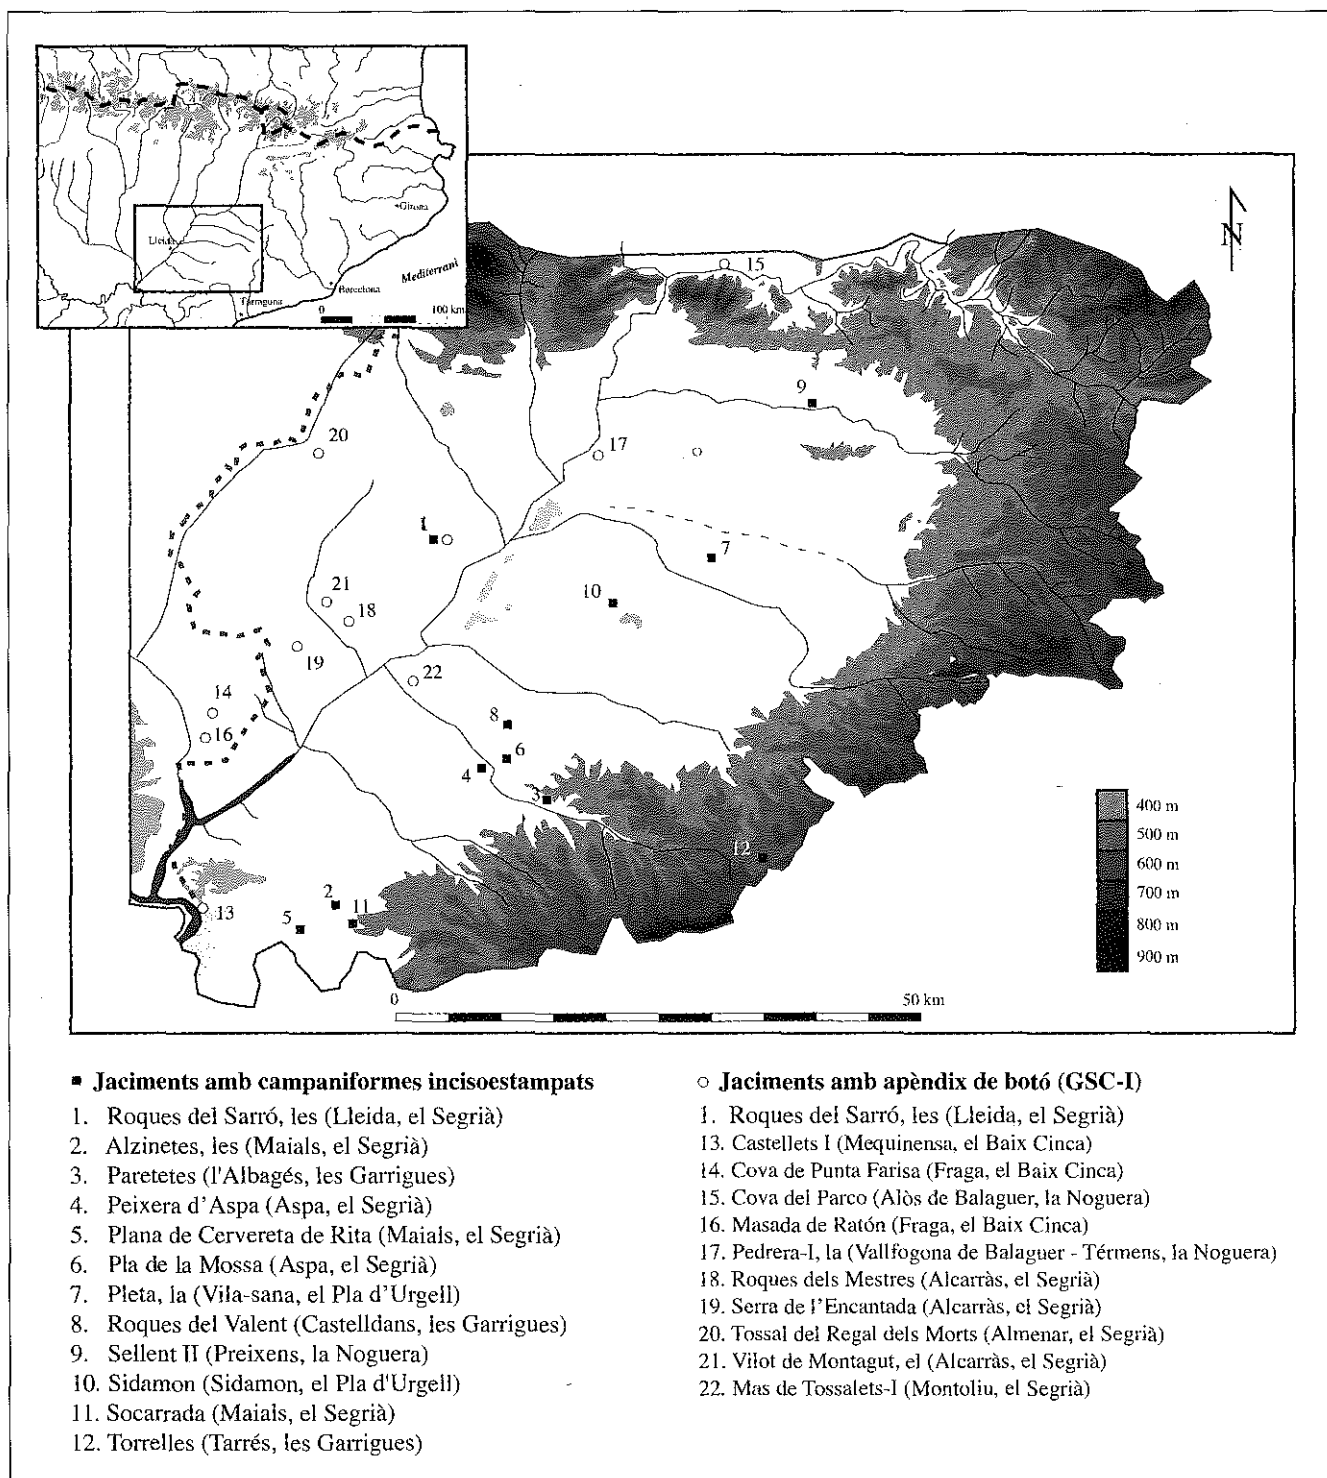 Girona
Lleida
Mediterrani
Barcelona
Tarragona
0 100 km
N
15
9
20
17
1
7
21
10
18
19
22
14
8
16
6
4
3
12
2
13
11
5
400 m
500 m
600 m
700 m
800 m
900 m
0 50 km
■ Jaciments amb campaniformes incisoestampats
1. Roques del Sarró, les (Lleida, el Segrià)
2. Alzinetes, les (Maials, el Segrià)
3. Paretetes (l'Albagés, les Garrigues)
4. Peixera d'Aspa (Aspa, el Segrià)
5. Plana de Cervereta de Rita (Maials, el Segrià)
6. Pla de la Mossa (Aspa, el Segrià)
7. Pleta, la (Vila-sana, el Pla d'Urgell)
8. Roques del Valent (Castelldans, les Garrigues)
9. Sellent II (Preixens, la Noguera)
10. Sidamon (Sidamon, el Pla d'Urgell)
11. Socarrada (Maials, el Segrià)
12. Torrelles (Tarrés, les Garrigues)
○ Jaciments amb apèndix de botó (GSC-I)
1. Roques del Sarró, les (Lleida, el Segrià)
13. Castellets I (Mequinensa, el Baix Cinca)
14. Cova de Punta Farisa (Fraga, el Baix Cinca)
15. Cova del Parco (Alòs de Balaguer, la Noguera)
16. Masada de Ratón (Fraga, el Baix Cinca)
17. Pedrera-I, la (Vallfogona de Balaguer - Térmens, la Noguera)
18. Roques dels Mestres (Alcarràs, el Segrià)
19. Serra de l'Encantada (Alcarràs, el Segrià)
20. Tossal del Regal dels Morts (Almenar, el Segrià)
21. Vilot de Montagut, el (Alcarràs, el Segrià)
22. Mas de Tossalets-I (Montoliu, el Segrià)